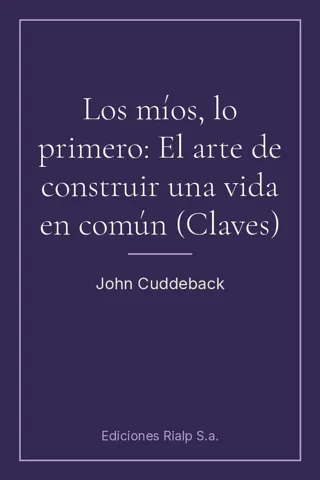 Los míos, lo
primero: El arte de
construir una vida
en común (Claves)
John Cuddeback
Ediciones Rialp S.a.